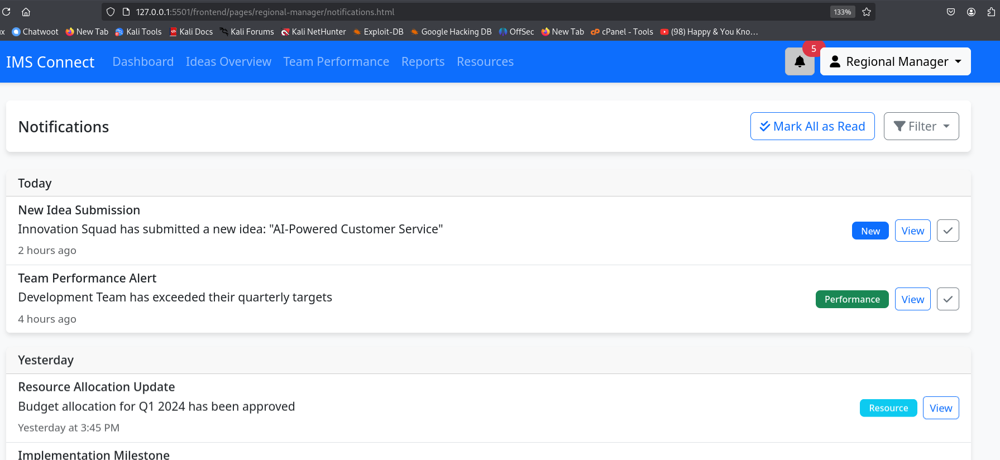 127.0.0.1:5501/frontend/pages/regional-manager/notifications.html 133%
x Chatwoot New Tab Kali Tools Kali Docs Kali Forums Kali NetHunter Exploit-DB Google Hacking DB OffSec New Tab cPanel - Tools (98) Happy & You Kno…
IMS Connect Dashboard Ideas Overview Team Performance Reports Resources 5 Regional Manager
Notifications Mark All as Read Filter
Today
New Idea Submission
Innovation Squad has submitted a new idea: "AI-Powered Customer Service" New View
2 hours ago
Team Performance Alert
Development Team has exceeded their quarterly targets Performance View
4 hours ago
Yesterday
Resource Allocation Update
Budget allocation for Q1 2024 has been approved Resource View
Yesterday at 3:45 PM
Implementation Milestone